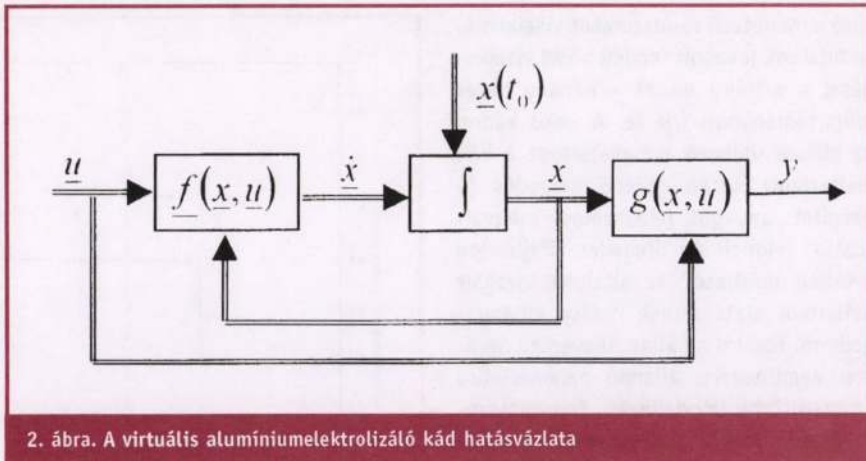 x(t₀)
u
f(x, u)
ẋ
∫
x
g(x, u)
y
2. ábra. A virtuális alumíniumelektrolizáló kád hatásvázlata